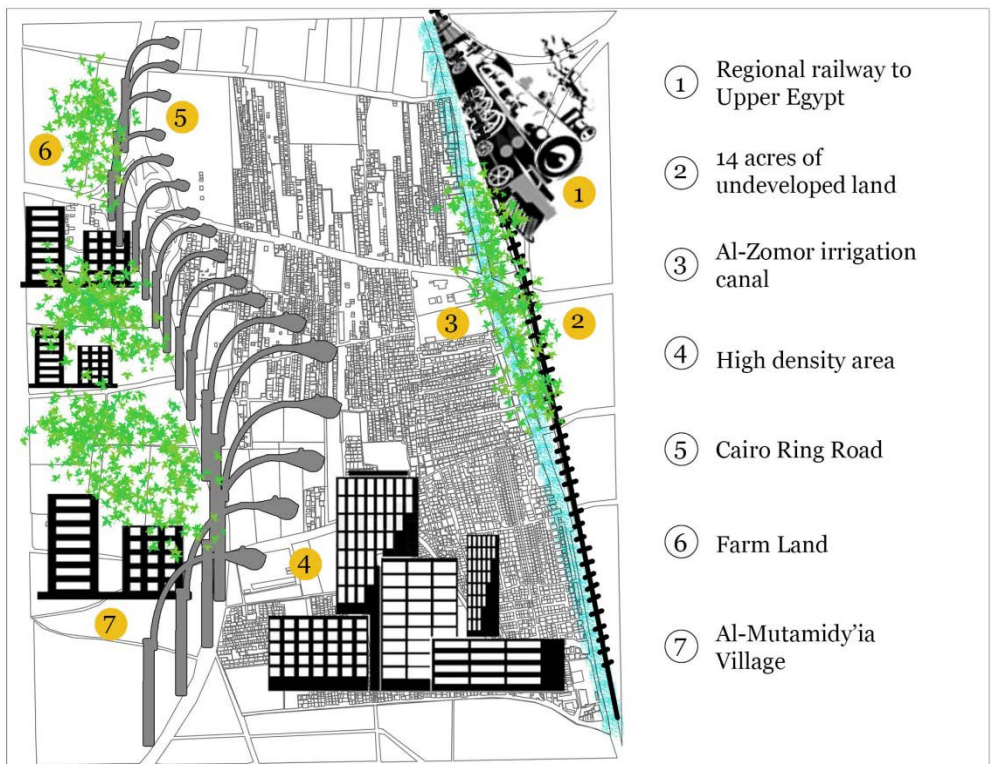 5
6
1
3
2
4
7
1 Regional railway to
Upper Egypt
2 14 acres of
undeveloped land
3 Al-Zomor irrigation
canal
4 High density area
5 Cairo Ring Road
6 Farm Land
7 Al-Mutamidy’ia
Village